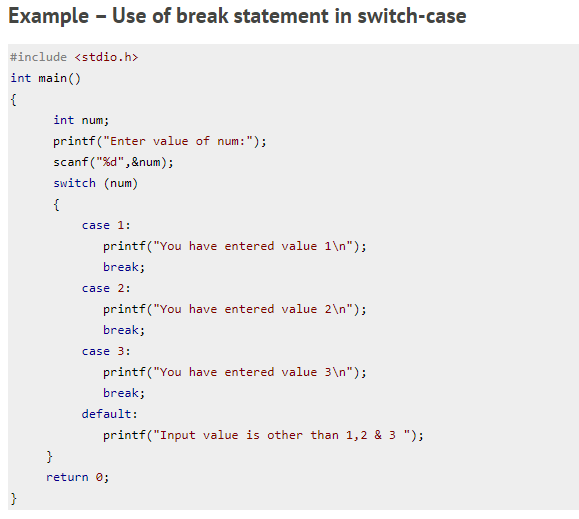 Example – Use of break statement in switch-case
#include <stdio.h>
int main()
{
int num;
printf("Enter value of num:");
scanf("%d",&num);
switch (num)
{
case 1:
printf("You have entered value 1\n");
break;
case 2:
printf("You have entered value 2\n");
break;
case 3:
printf("You have entered value 3\n");
break;
default:
printf("Input value is other than 1,2 & 3 ");
}
return 0;
}